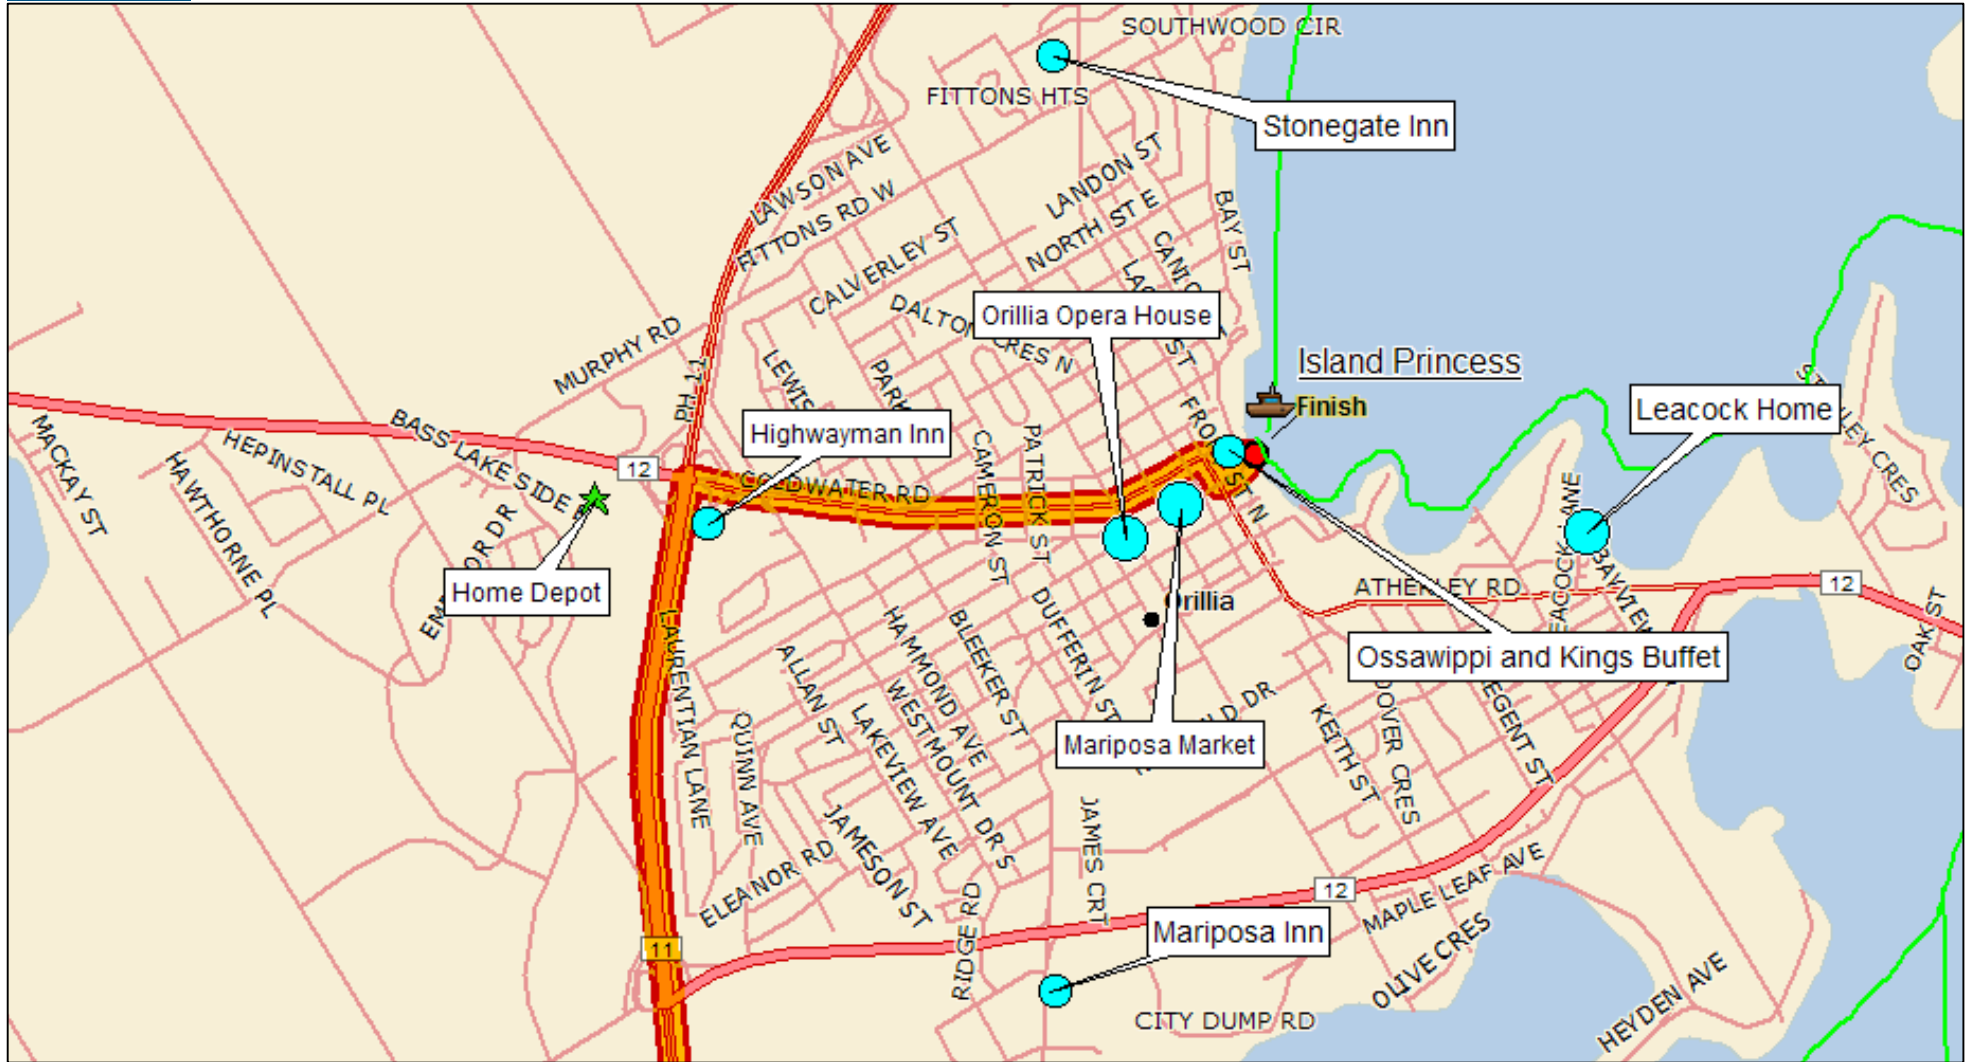 SOUTHWOOD CIR
FITTONS HTS
Stonegate Inn
LAWSON AVE
LANDON ST
FITTONS RD W
NORTH ST E
BAY ST
CALVERLEY ST
DALTON CRES N
Orillia Opera House
MURPHY RD
PH 11
LEWIS
PARK
FRONT ST N
Island Princess
Finish
Leacock Home
MACKAY ST
HEPINSTALL PL
BASS LAKE SIDE
HAWTHORNE PL
12
Highwayman Inn
COLDWATER RD
CAMERON ST
PATRICK ST
Home Depot
ATHERLEY RD
12
OAK ST
Orillia
Ossawippi and Kings Buffet
LAURENTIAN LANE
ALLAN ST
HAMMOND AVE
BLEEKER ST
DUFFERIN ST
Mariposa Market
KEITH ST
QUINN AVE
LAKEVIEW AVE
WESTMOUNT DR S
JAMESON ST
ELEANOR RD
JAMES CRT
RIDGE RD
12
MAPLE LEAF AVE
11
Mariposa Inn
OLIVE CRES
CITY DUMP RD
HEYDEN AVE